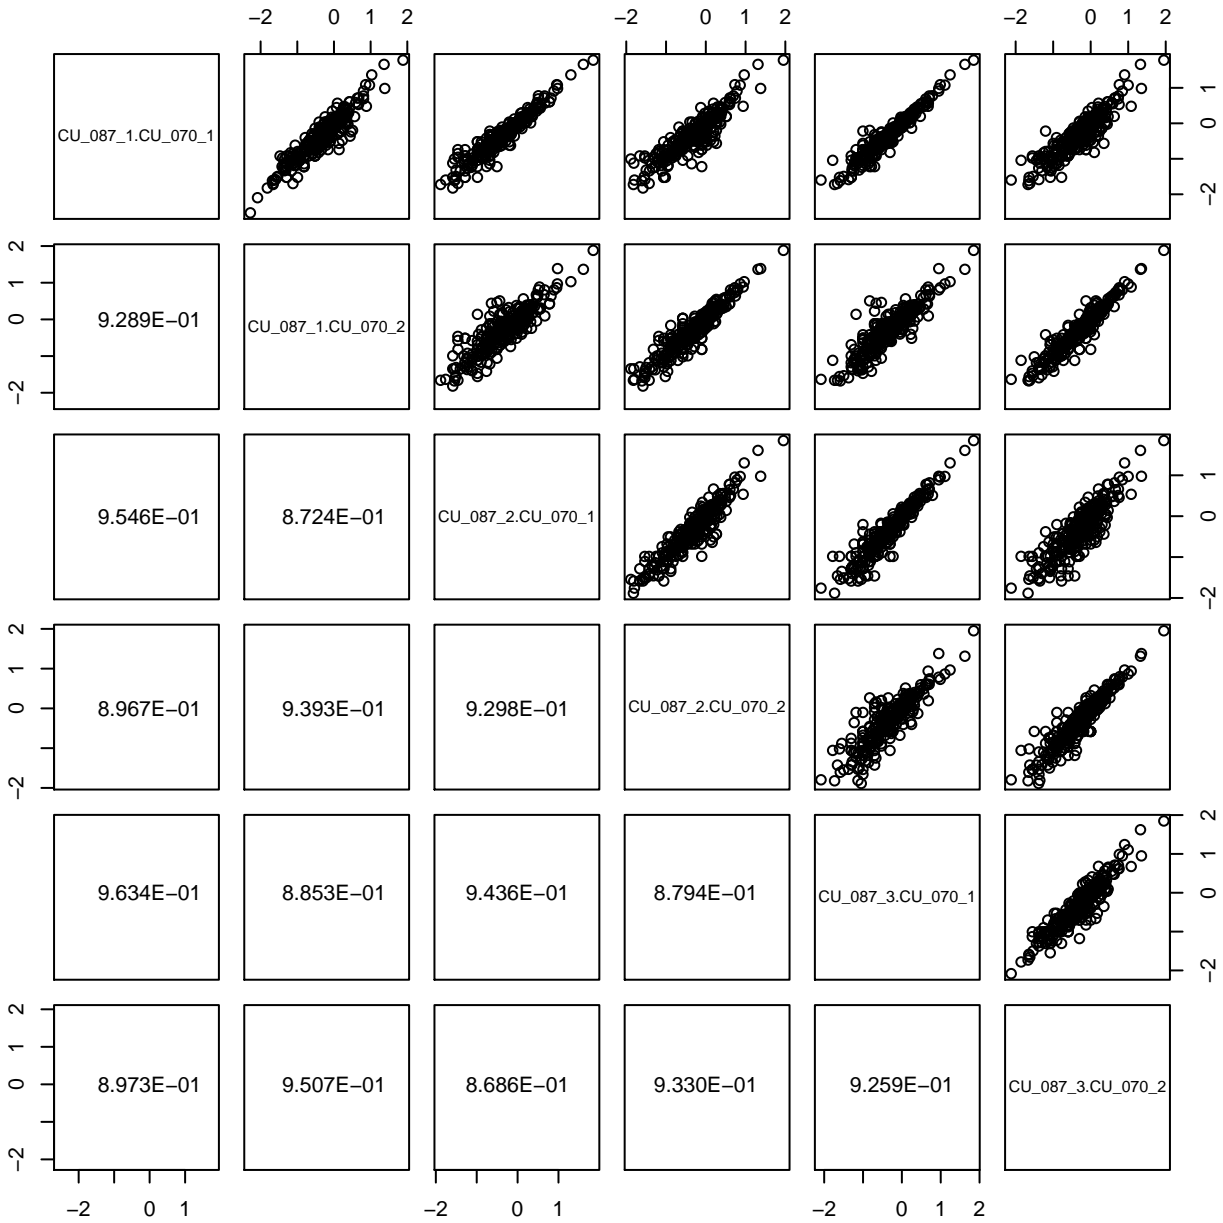 −2 0 1 2 −2 0 1 2 −2 0 1 2
CU_087_1.CU_070_1
−2 0 1
−2 0 1 2
9.289E−01 CU_087_1.CU_070_2
9.546E−01 8.724E−01 CU_087_2.CU_070_1
−2 0 1
−2 0 1 2
8.967E−01 9.393E−01 9.298E−01 CU_087_2.CU_070_2
9.634E−01 8.853E−01 9.436E−01 8.794E−01 CU_087_3.CU_070_1
−2 0 1 2
−2 0 1 2
8.973E−01 9.507E−01 8.686E−01 9.330E−01 9.259E−01 CU_087_3.CU_070_2
−2 0 1 −2 0 1 −2 0 1 2